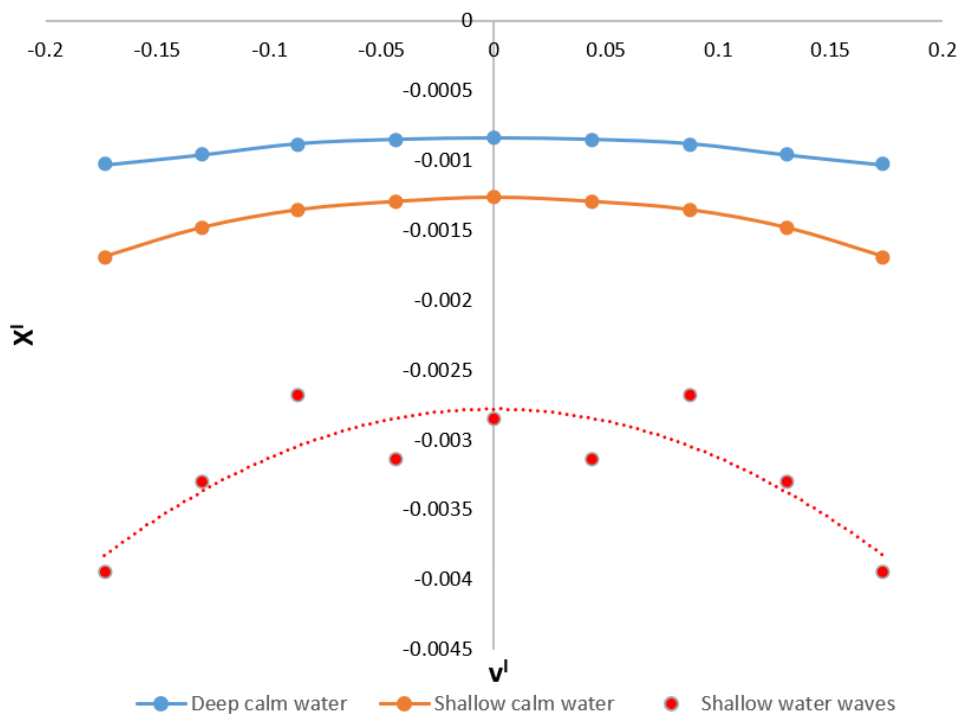 0
-0.2 -0.15 -0.1 -0.05 0 0.05 0.1 0.15 0.2
-0.0005
-0.001
-0.0015
-0.002
X^I
-0.0025
-0.003
-0.0035
-0.004
-0.0045
v^I
Deep calm water Shallow calm water Shallow water waves